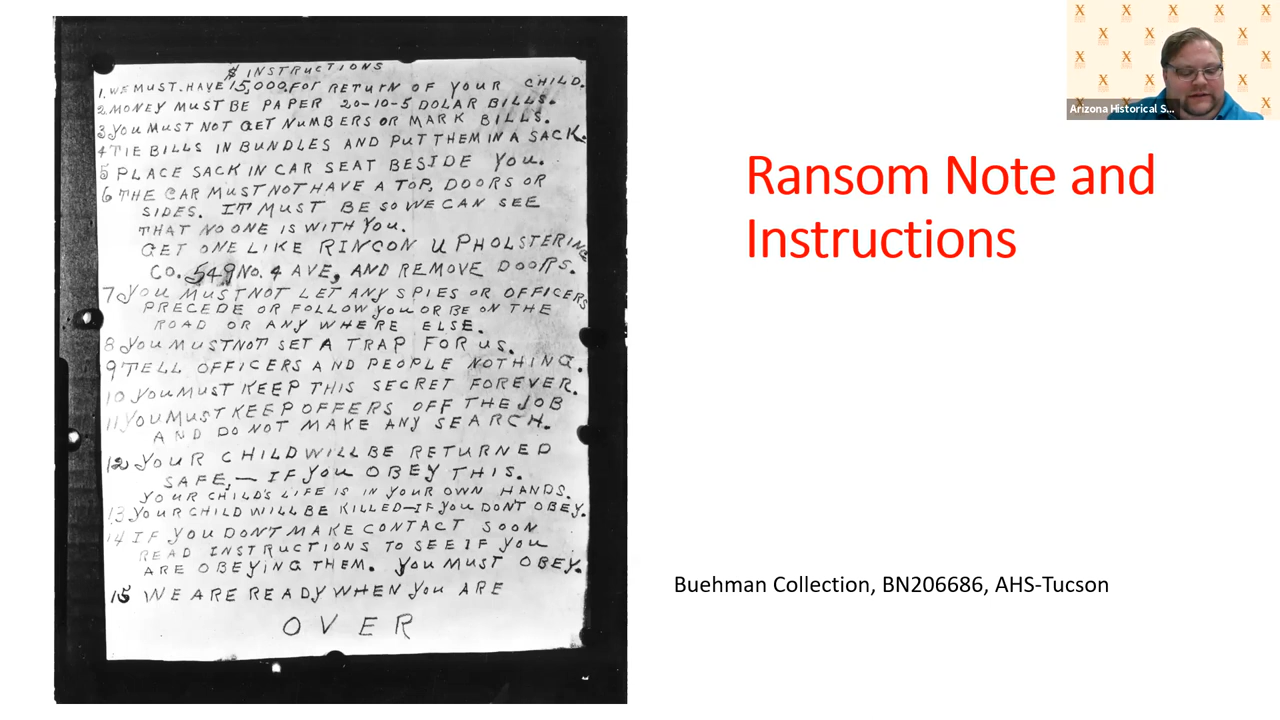 $ INSTRUCTIONS
1. WE MUST. HAVE 15,000, FOR RETURN OF YOUR CHILD.
2. MONEY MUST BE PAPER 20-10-5 DOLAR BILLS.
3 YOU MUST NOT GET NUMBERS OR MARK BILLS.
4 TIE BILLS IN BUNDLES AND PUT THEM IN A SACK.
5 PLACE SACK IN CAR SEAT BESIDE YOU.
6 THE CAR MUST NOT HAVE A TOP, DOORS OR
SIDES. IT MUST BE SO WE CAN SEE
THAT NO ONE IS WITH YOU.
GET ONE LIKE RINCON UPHOLSTERING
CO. 549 NO. 4 AVE, AND REMOVE DOORS.
7 YOU MUST NOT LET ANY SPIES OR OFFICERS
PRECEDE OR FOLLOW YOU OR BE ON THE
ROAD OR ANY WHERE ELSE.
8 YOU MUST NOT SET A TRAP FOR US.
9 TELL OFFICERS AND PEOPLE NOTHING.
10 YOU MUST KEEP THIS SECRET FOREVER.
11 YOU MUST KEEP OFFERS OFF THE JOB
AND DO NOT MAKE ANY SEARCH.
12 YOUR CHILD WILL BE RETURNED
SAFE, — IF YOU OBEY THIS.
YOUR CHILD'S LIFE IS IN YOUR OWN HANDS.
13 YOUR CHILD WILL BE KILLED—IF YOU DON'T OBEY.
14 IF YOU DON'T MAKE CONTACT SOON
READ INSTRUCTIONS TO SEE IF YOU
ARE OBEYING THEM. YOU MUST OBEY.
15 WE ARE READY WHEN YOU ARE
OVER
Arizona Historical S...
Ransom Note and
Instructions
Buehman Collection, BN206686, AHS-Tucson